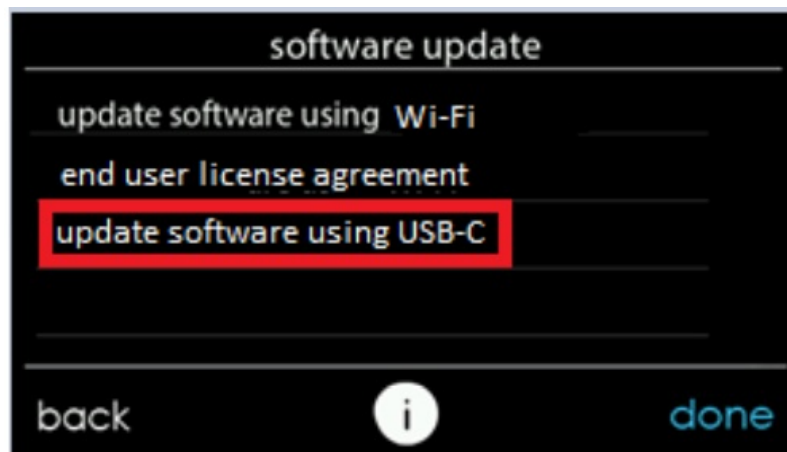 software update
update software using Wi-Fi
end user license agreement
update software using USB-C
back i done